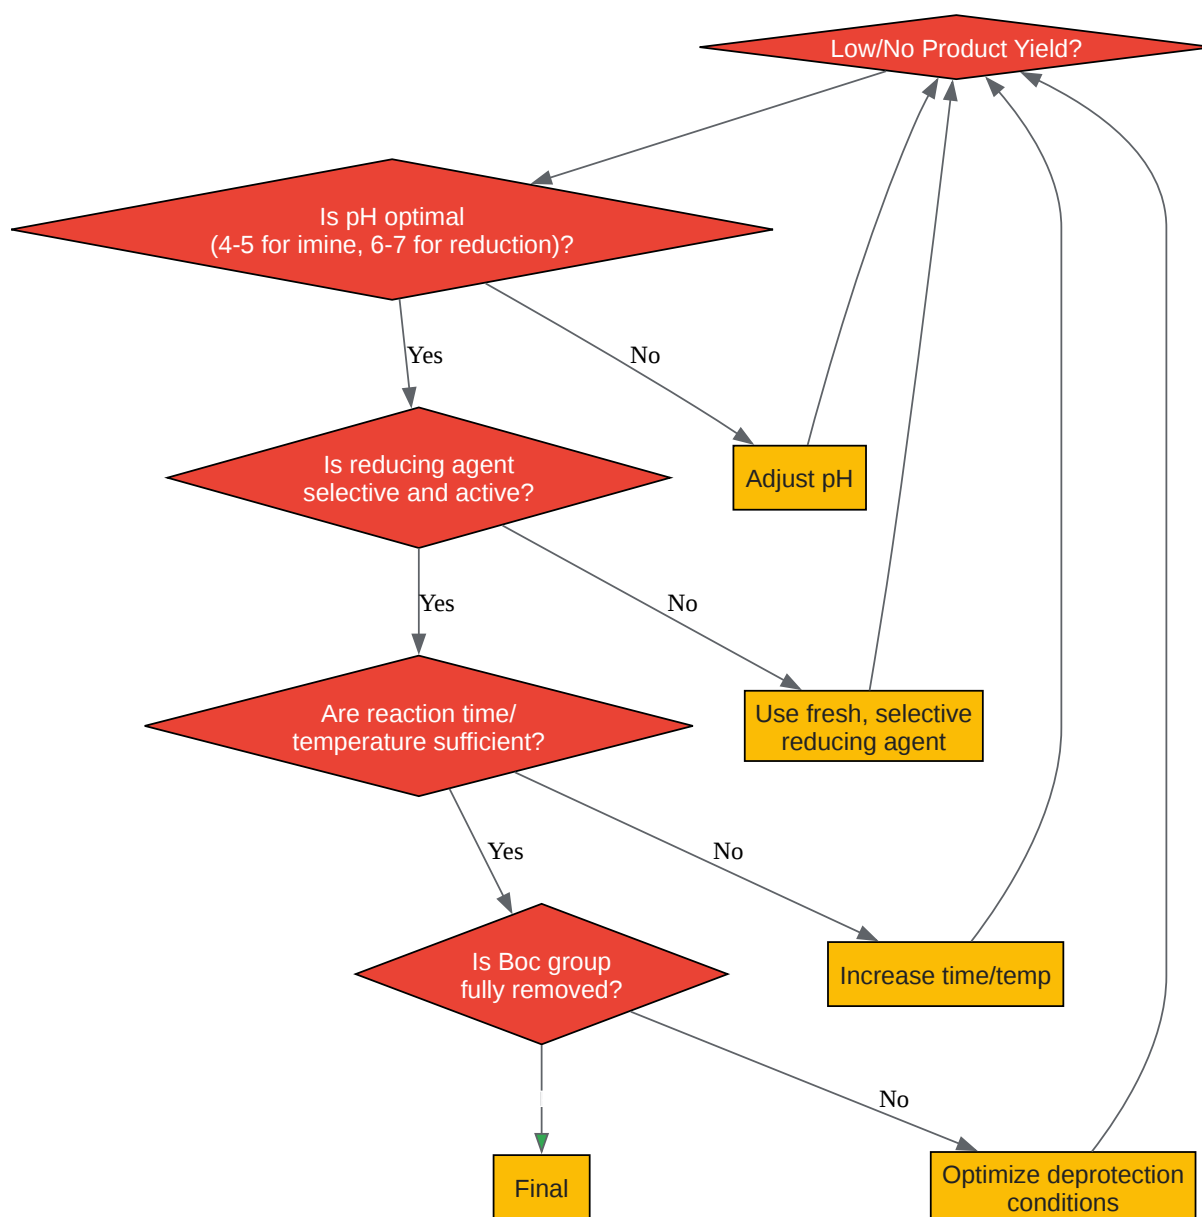 Low/No Product Yield?
Is pH optimal
(4-5 for imine, 6-7 for reduction)?
Yes
No
Is reducing agent
selective and active?
Adjust pH
Yes
No
Are reaction time/
temperature sufficient?
Use fresh, selective
reducing agent
Yes
No
Is Boc group
fully removed?
Increase time/temp
No
Final
Optimize deprotection
conditions